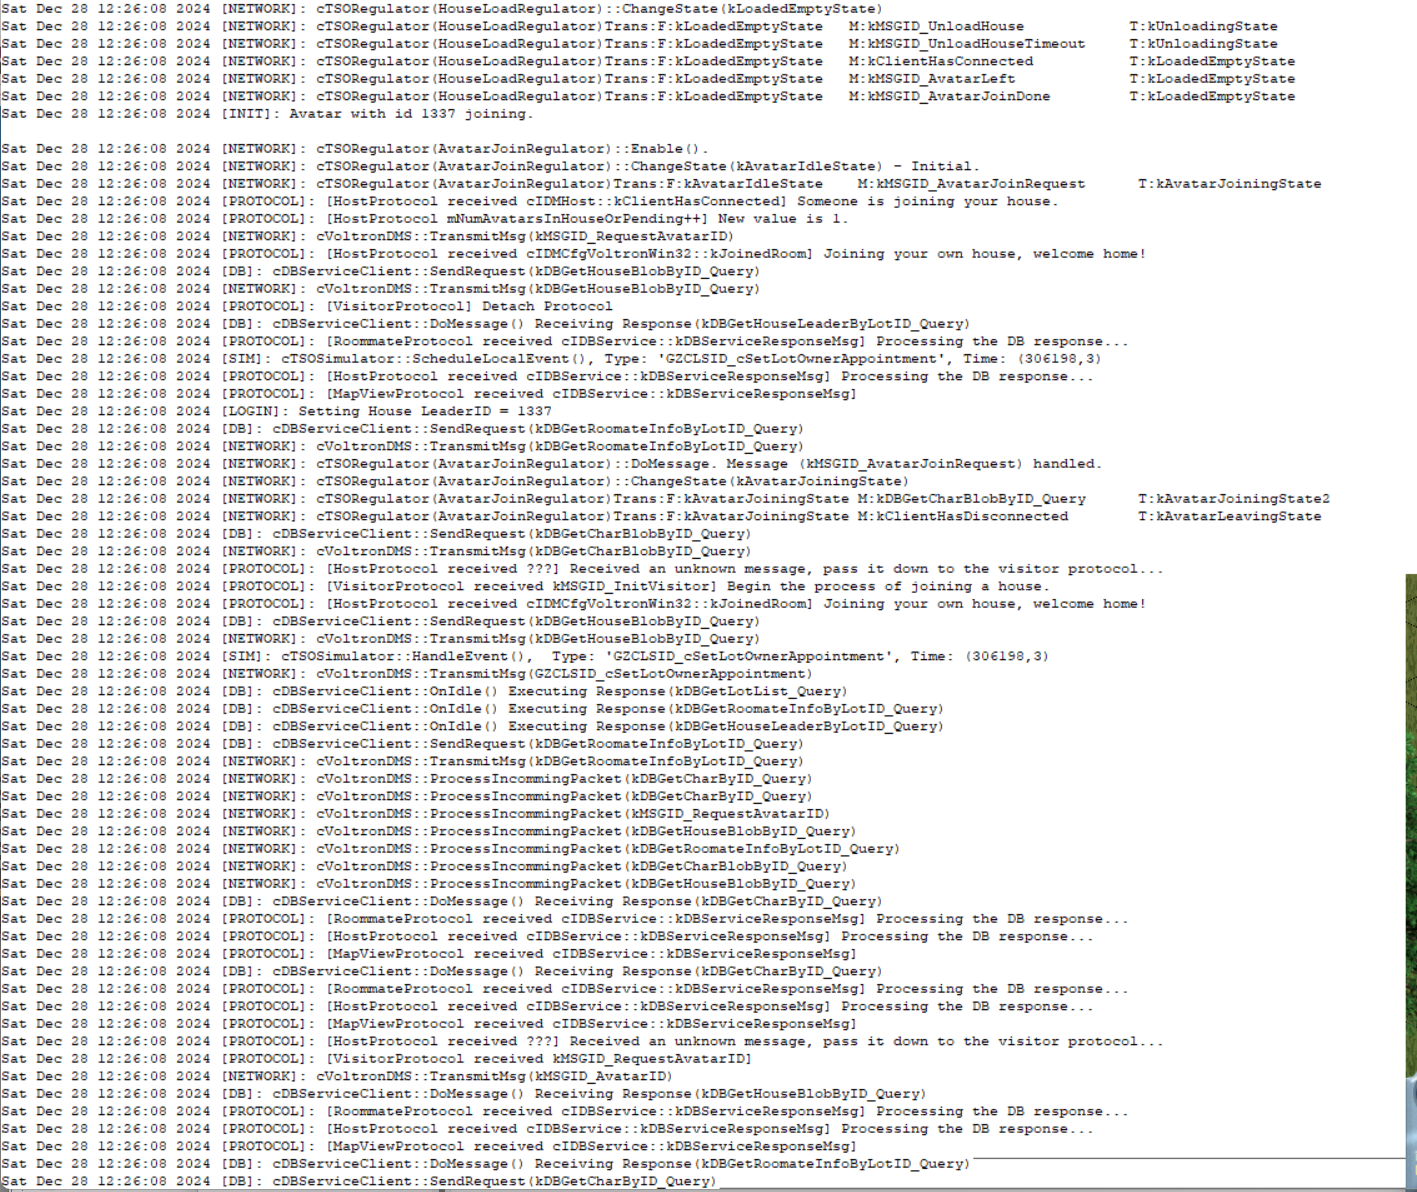 Sat Dec 28 12:26:08 2024 [NETWORK]: cTSORegulator(HouseLoadRegulator)::ChangeState(kLoadedEmptyState)
Sat Dec 28 12:26:08 2024 [NETWORK]: cTSORegulator(HouseLoadRegulator)Trans:F:kLoadedEmptyState   M:kMSGID_UnloadHouse            T:kUnloadingState
Sat Dec 28 12:26:08 2024 [NETWORK]: cTSORegulator(HouseLoadRegulator)Trans:F:kLoadedEmptyState   M:kMSGID_UnloadHouseTimeout     T:kUnloadingState
Sat Dec 28 12:26:08 2024 [NETWORK]: cTSORegulator(HouseLoadRegulator)Trans:F:kLoadedEmptyState   M:kClientHasConnected           T:kLoadedEmptyState
Sat Dec 28 12:26:08 2024 [NETWORK]: cTSORegulator(HouseLoadRegulator)Trans:F:kLoadedEmptyState   M:kMSGID_AvatarLeft             T:kLoadedEmptyState
Sat Dec 28 12:26:08 2024 [NETWORK]: cTSORegulator(HouseLoadRegulator)Trans:F:kLoadedEmptyState   M:kMSGID_AvatarJoinDone         T:kLoadedEmptyState
Sat Dec 28 12:26:08 2024 [INIT]: Avatar with id 1337 joining.
Sat Dec 28 12:26:08 2024 [NETWORK]: cTSORegulator(AvatarJoinRegulator)::Enable().
Sat Dec 28 12:26:08 2024 [NETWORK]: cTSORegulator(AvatarJoinRegulator)::ChangeState(kAvatarIdleState) - Initial.
Sat Dec 28 12:26:08 2024 [NETWORK]: cTSORegulator(AvatarJoinRegulator)Trans:F:kAvatarIdleState    M:kMSGID_AvatarJoinRequest      T:kAvatarJoiningState
Sat Dec 28 12:26:08 2024 [PROTOCOL]: [HostProtocol received cIDMHost::kClientHasConnected] Someone is joining your house.
Sat Dec 28 12:26:08 2024 [PROTOCOL]: [HostProtocol mNumAvatarsInHouseOrPending++] New value is 1.
Sat Dec 28 12:26:08 2024 [NETWORK]: cVoltronDMS::TransmitMsg(kMSGID_RequestAvatarID)
Sat Dec 28 12:26:08 2024 [PROTOCOL]: [HostProtocol received cIDMCfgVoltronWin32::kJoinedRoom] Joining your own house, welcome home!
Sat Dec 28 12:26:08 2024 [DB]: cDBServiceClient::SendRequest(kDBGetHouseBlobByID_Query)
Sat Dec 28 12:26:08 2024 [NETWORK]: cVoltronDMS::TransmitMsg(kDBGetHouseBlobByID_Query)
Sat Dec 28 12:26:08 2024 [PROTOCOL]: [VisitorProtocol] Detach Protocol
Sat Dec 28 12:26:08 2024 [DB]: cDBServiceClient::DoMessage() Receiving Response(kDBGetHouseLeaderByLotID_Query)
Sat Dec 28 12:26:08 2024 [PROTOCOL]: [RoommateProtocol received cIDBService::kDBServiceResponseMsg] Processing the DB response...
Sat Dec 28 12:26:08 2024 [SIM]: cTSOSimulator::ScheduleLocalEvent(), Type: 'GZCLSID_cSetLotOwnerAppointment', Time: (306198,3)
Sat Dec 28 12:26:08 2024 [PROTOCOL]: [HostProtocol received cIDBService::kDBServiceResponseMsg] Processing the DB response...
Sat Dec 28 12:26:08 2024 [PROTOCOL]: [MapViewProtocol received cIDBService::kDBServiceResponseMsg]
Sat Dec 28 12:26:08 2024 [LOGIN]: Setting House LeaderID = 1337
Sat Dec 28 12:26:08 2024 [DB]: cDBServiceClient::SendRequest(kDBGetRoomateInfoByLotID_Query)
Sat Dec 28 12:26:08 2024 [NETWORK]: cVoltronDMS::TransmitMsg(kDBGetRoomateInfoByLotID_Query)
Sat Dec 28 12:26:08 2024 [NETWORK]: cTSORegulator(AvatarJoinRegulator)::DoMessage. Message (kMSGID_AvatarJoinRequest) handled.
Sat Dec 28 12:26:08 2024 [NETWORK]: cTSORegulator(AvatarJoinRegulator)::ChangeState(kAvatarJoiningState)
Sat Dec 28 12:26:08 2024 [NETWORK]: cTSORegulator(AvatarJoinRegulator)Trans:F:kAvatarJoiningState M:kDBGetCharBlobByID_Query      T:kAvatarJoiningState2
Sat Dec 28 12:26:08 2024 [NETWORK]: cTSORegulator(AvatarJoinRegulator)Trans:F:kAvatarJoiningState M:kClientHasDisconnected        T:kAvatarLeavingState
Sat Dec 28 12:26:08 2024 [DB]: cDBServiceClient::SendRequest(kDBGetCharBlobByID_Query)
Sat Dec 28 12:26:08 2024 [NETWORK]: cVoltronDMS::TransmitMsg(kDBGetCharBlobByID_Query)
Sat Dec 28 12:26:08 2024 [PROTOCOL]: [HostProtocol received ???] Received an unknown message, pass it down to the visitor protocol...
Sat Dec 28 12:26:08 2024 [PROTOCOL]: [VisitorProtocol received kMSGID_InitVisitor] Begin the process of joining a house.
Sat Dec 28 12:26:08 2024 [PROTOCOL]: [HostProtocol received cIDMCfgVoltronWin32::kJoinedRoom] Joining your own house, welcome home!
Sat Dec 28 12:26:08 2024 [DB]: cDBServiceClient::SendRequest(kDBGetHouseBlobByID_Query)
Sat Dec 28 12:26:08 2024 [NETWORK]: cVoltronDMS::TransmitMsg(kDBGetHouseBlobByID_Query)
Sat Dec 28 12:26:08 2024 [SIM]: cTSOSimulator::HandleEvent(),  Type: 'GZCLSID_cSetLotOwnerAppointment', Time: (306198,3)
Sat Dec 28 12:26:08 2024 [NETWORK]: cVoltronDMS::TransmitMsg(GZCLSID_cSetLotOwnerAppointment)
Sat Dec 28 12:26:08 2024 [DB]: cDBServiceClient::OnIdle() Executing Response(kDBGetLotList_Query)
Sat Dec 28 12:26:08 2024 [DB]: cDBServiceClient::OnIdle() Executing Response(kDBGetRoomateInfoByLotID_Query)
Sat Dec 28 12:26:08 2024 [DB]: cDBServiceClient::OnIdle() Executing Response(kDBGetHouseLeaderByLotID_Query)
Sat Dec 28 12:26:08 2024 [DB]: cDBServiceClient::SendRequest(kDBGetRoomateInfoByLotID_Query)
Sat Dec 28 12:26:08 2024 [NETWORK]: cVoltronDMS::TransmitMsg(kDBGetRoomateInfoByLotID_Query)
Sat Dec 28 12:26:08 2024 [NETWORK]: cVoltronDMS::ProcessIncommingPacket(kDBGetCharByID_Query)
Sat Dec 28 12:26:08 2024 [NETWORK]: cVoltronDMS::ProcessIncommingPacket(kDBGetCharByID_Query)
Sat Dec 28 12:26:08 2024 [NETWORK]: cVoltronDMS::ProcessIncommingPacket(kMSGID_RequestAvatarID)
Sat Dec 28 12:26:08 2024 [NETWORK]: cVoltronDMS::ProcessIncommingPacket(kDBGetHouseBlobByID_Query)
Sat Dec 28 12:26:08 2024 [NETWORK]: cVoltronDMS::ProcessIncommingPacket(kDBGetRoomateInfoByLotID_Query)
Sat Dec 28 12:26:08 2024 [NETWORK]: cVoltronDMS::ProcessIncommingPacket(kDBGetCharBlobByID_Query)
Sat Dec 28 12:26:08 2024 [NETWORK]: cVoltronDMS::ProcessIncommingPacket(kDBGetHouseBlobByID_Query)
Sat Dec 28 12:26:08 2024 [DB]: cDBServiceClient::DoMessage() Receiving Response(kDBGetCharByID_Query)
Sat Dec 28 12:26:08 2024 [PROTOCOL]: [RoommateProtocol received cIDBService::kDBServiceResponseMsg] Processing the DB response...
Sat Dec 28 12:26:08 2024 [PROTOCOL]: [HostProtocol received cIDBService::kDBServiceResponseMsg] Processing the DB response...
Sat Dec 28 12:26:08 2024 [PROTOCOL]: [MapViewProtocol received cIDBService::kDBServiceResponseMsg]
Sat Dec 28 12:26:08 2024 [DB]: cDBServiceClient::DoMessage() Receiving Response(kDBGetCharByID_Query)
Sat Dec 28 12:26:08 2024 [PROTOCOL]: [RoommateProtocol received cIDBService::kDBServiceResponseMsg] Processing the DB response...
Sat Dec 28 12:26:08 2024 [PROTOCOL]: [HostProtocol received cIDBService::kDBServiceResponseMsg] Processing the DB response...
Sat Dec 28 12:26:08 2024 [PROTOCOL]: [MapViewProtocol received cIDBService::kDBServiceResponseMsg]
Sat Dec 28 12:26:08 2024 [PROTOCOL]: [HostProtocol received ???] Received an unknown message, pass it down to the visitor protocol...
Sat Dec 28 12:26:08 2024 [PROTOCOL]: [VisitorProtocol received kMSGID_RequestAvatarID]
Sat Dec 28 12:26:08 2024 [NETWORK]: cVoltronDMS::TransmitMsg(kMSGID_AvatarID)
Sat Dec 28 12:26:08 2024 [DB]: cDBServiceClient::DoMessage() Receiving Response(kDBGetHouseBlobByID_Query)
Sat Dec 28 12:26:08 2024 [PROTOCOL]: [RoommateProtocol received cIDBService::kDBServiceResponseMsg] Processing the DB response...
Sat Dec 28 12:26:08 2024 [PROTOCOL]: [HostProtocol received cIDBService::kDBServiceResponseMsg] Processing the DB response...
Sat Dec 28 12:26:08 2024 [PROTOCOL]: [MapViewProtocol received cIDBService::kDBServiceResponseMsg]
Sat Dec 28 12:26:08 2024 [DB]: cDBServiceClient::DoMessage() Receiving Response(kDBGetRoomateInfoByLotID_Query)
Sat Dec 28 12:26:08 2024 [DB]: cDBServiceClient::SendRequest(kDBGetCharByID_Query)